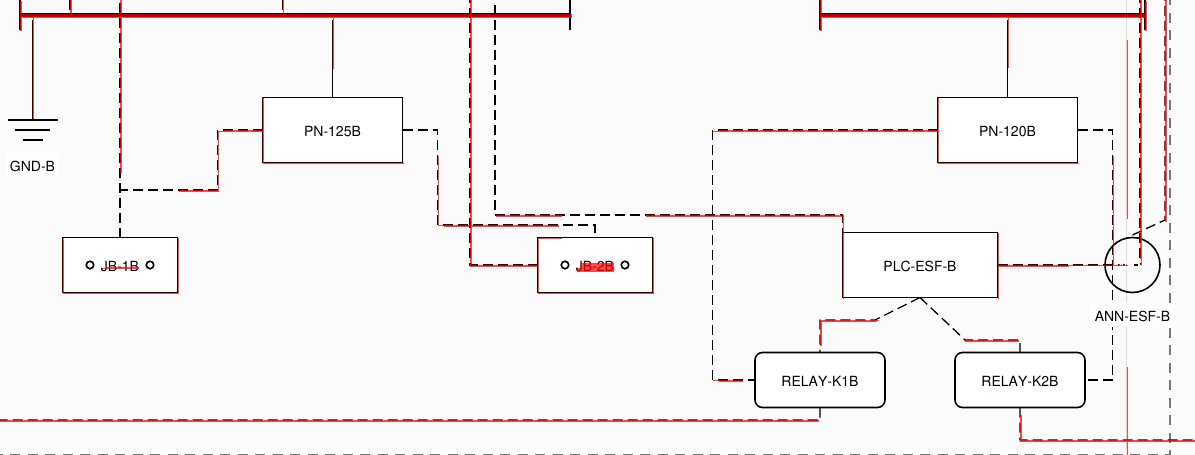 PN-125B
PN-120B
GND-B
JB-1B
JB-2B
PLC-ESF-B
ANN-ESF-B
RELAY-K1B
RELAY-K2B